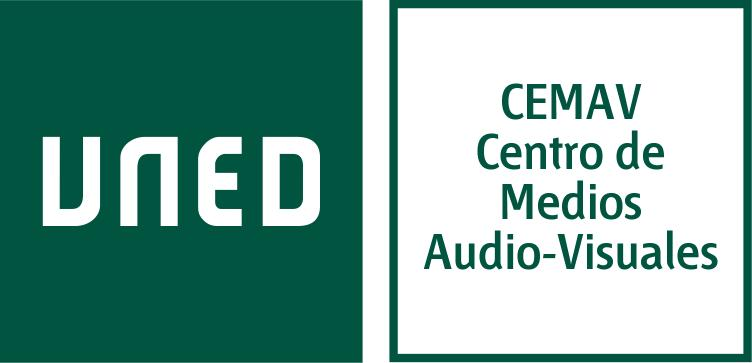 UNED
CEMAV
Centro de
Medios
Audio-Visuales